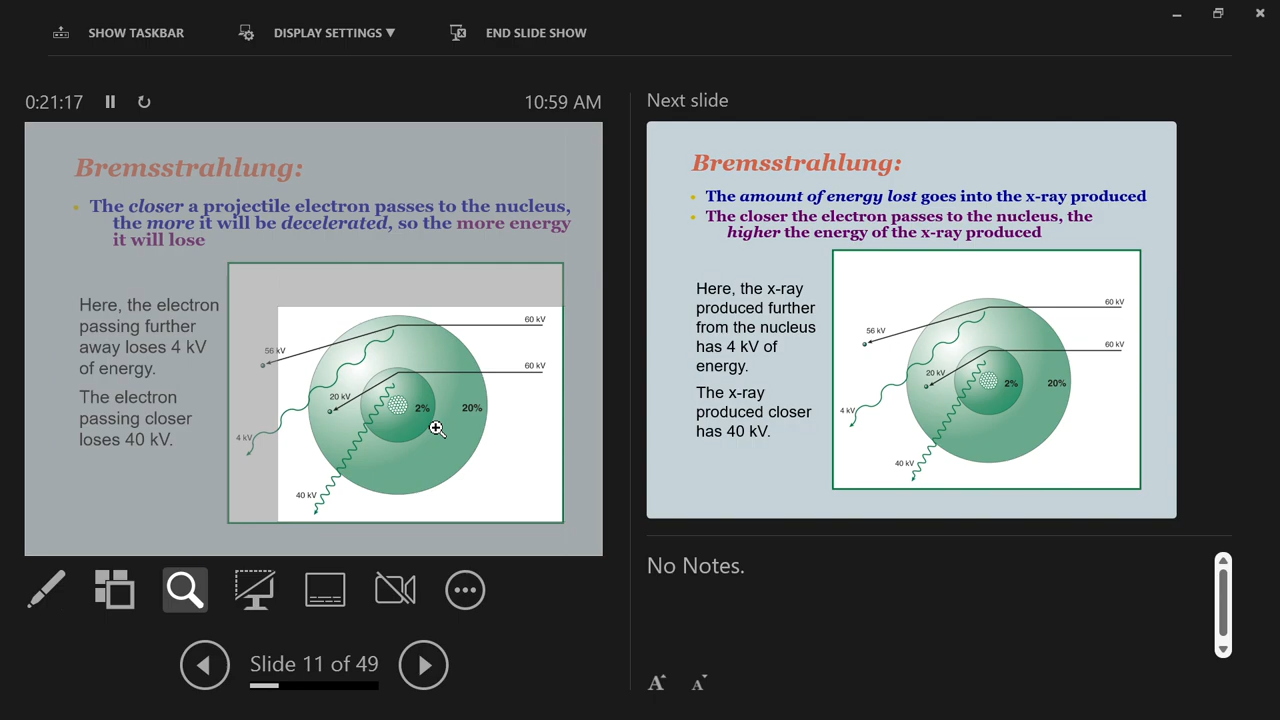 SHOW TASKBAR
DISPLAY SETTINGS ▼
END SLIDE SHOW
0:21:17
10:59 AM
Bremsstrahlung:
• The closer a projectile electron passes to the nucleus,
the more it will be decelerated, so the more energy
it will lose
Here, the electron
passing further
away loses 4 kV
of energy.
The electron
passing closer
loses 40 kV.
60 kV
56 kV
60 kV
20 kV
2%
20%
4 kV
40 kV
Slide 11 of 49
Next slide
Bremsstrahlung:
• The amount of energy lost goes into the x-ray produced
• The closer the electron passes to the nucleus, the
higher the energy of the x-ray produced
Here, the x-ray
produced further
from the nucleus
has 4 kV of
energy.
The x-ray
produced closer
has 40 kV.
60 kV
56 kV
60 kV
20 kV
2%
20%
4 kV
40 kV
No Notes.
A A